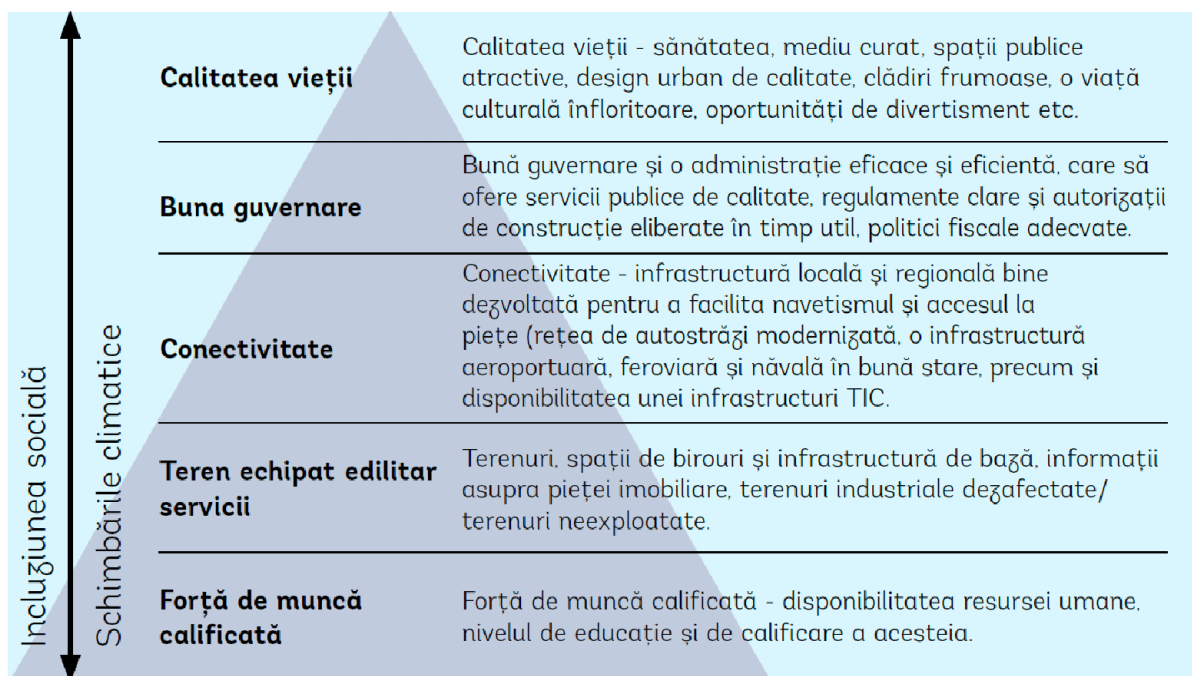 Incluziunea socială
Schimbările climatice
Calitatea vieții
Calitatea vieții - sănătatea, mediu curat, spații publice
atractive, design urban de calitate, clădiri frumoase, o viață
culturală înfloritoare, oportunități de divertisment etc.
Buna guvernare
Bună guvernare și o administrație eficace și eficientă, care să
ofere servicii publice de calitate, regulamente clare și autorizații
de construcție eliberate în timp util, politici fiscale adecvate.
Conectivitate
Conectivitate - infrastructură locală și regională bine
dezvoltată pentru a facilita navetismul și accesul la
piețe (rețea de autostrăzi modernizată, o infrastructură
aeroportuară, feroviară și năvală în bună stare, precum și
disponibilitatea unei infrastructuri TIC.
Teren echipat edilitar
servicii
Terenuri, spații de birouri și infrastructură de bază, informații
asupra pieței imobiliare, terenuri industriale dezafectate/
terenuri neexploatate.
Forță de muncă
calificată
Forță de muncă calificată - disponibilitatea resursei umane,
nivelul de educație și de calificare a acesteia.